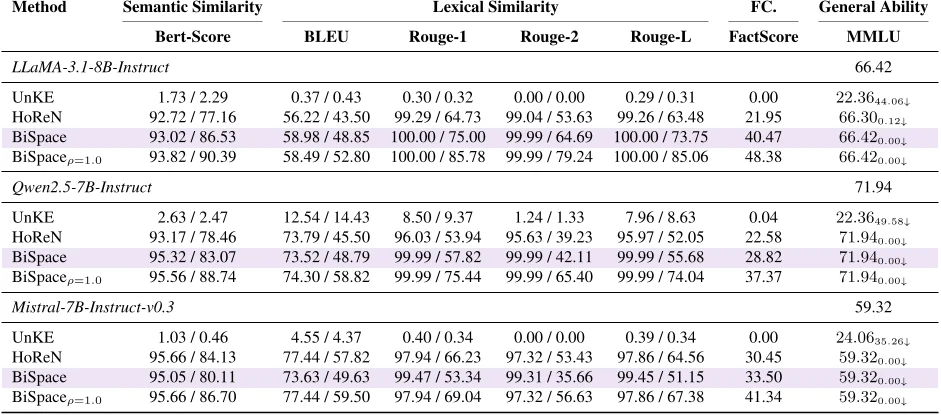 Method Semantic Similarity Lexical Similarity FC. General Ability
Bert-Score BLEU Rouge-1 Rouge-2 Rouge-L FactScore MMLU
LLaMA-3.1-8B-Instruct 66.42
UnKE 1.73 / 2.29 0.37 / 0.43 0.30 / 0.32 0.00 / 0.00 0.29 / 0.31 0.00 22.36 44.06↓
HoReN 92.72 / 77.16 56.22 / 43.50 99.29 / 64.73 99.04 / 53.63 99.26 / 63.48 21.95 66.30 0.12↓
BiSpace 93.02 / 86.53 58.98 / 48.85 100.00 / 75.00 99.99 / 64.69 100.00 / 73.75 40.47 66.42 0.00↓
BiSpace ρ=1.0 93.82 / 90.39 58.49 / 52.80 100.00 / 85.78 99.99 / 79.24 100.00 / 85.06 48.38 66.42 0.00↓
Qwen2.5-7B-Instruct 71.94
UnKE 2.63 / 2.47 12.54 / 14.43 8.50 / 9.37 1.24 / 1.33 7.96 / 8.63 0.04 22.36 49.58↓
HoReN 93.17 / 78.46 73.79 / 45.50 96.03 / 53.94 95.63 / 39.23 95.97 / 52.05 22.58 71.94 0.00↓
BiSpace 95.32 / 83.07 73.52 / 48.79 99.99 / 57.82 99.99 / 42.11 99.99 / 55.68 28.82 71.94 0.00↓
BiSpace ρ=1.0 95.56 / 88.74 74.30 / 58.82 99.99 / 75.44 99.99 / 65.40 99.99 / 74.04 37.37 71.94 0.00↓
Mistral-7B-Instruct-v0.3 59.32
UnKE 1.03 / 0.46 4.55 / 4.37 0.40 / 0.34 0.00 / 0.00 0.39 / 0.34 0.00 24.06 35.26↓
HoReN 95.66 / 84.13 77.44 / 57.82 97.94 / 66.23 97.32 / 53.43 97.86 / 64.56 30.45 59.32 0.00↓
BiSpace 95.05 / 80.11 73.63 / 49.63 99.47 / 53.34 99.31 / 35.66 99.45 / 51.15 33.50 59.32 0.00↓
BiSpace ρ=1.0 95.66 / 86.70 77.44 / 59.50 97.94 / 69.04 97.32 / 56.63 97.86 / 67.38 41.34 59.32 0.00↓